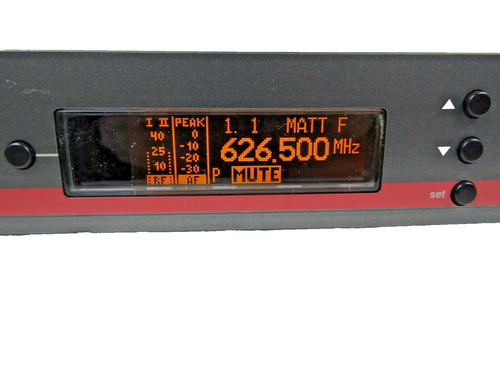 I II PEAK 1. 1 MATT F
40 0
25 -10 626.500 MHz
10 -20
-30
RF AF P MUTE
set